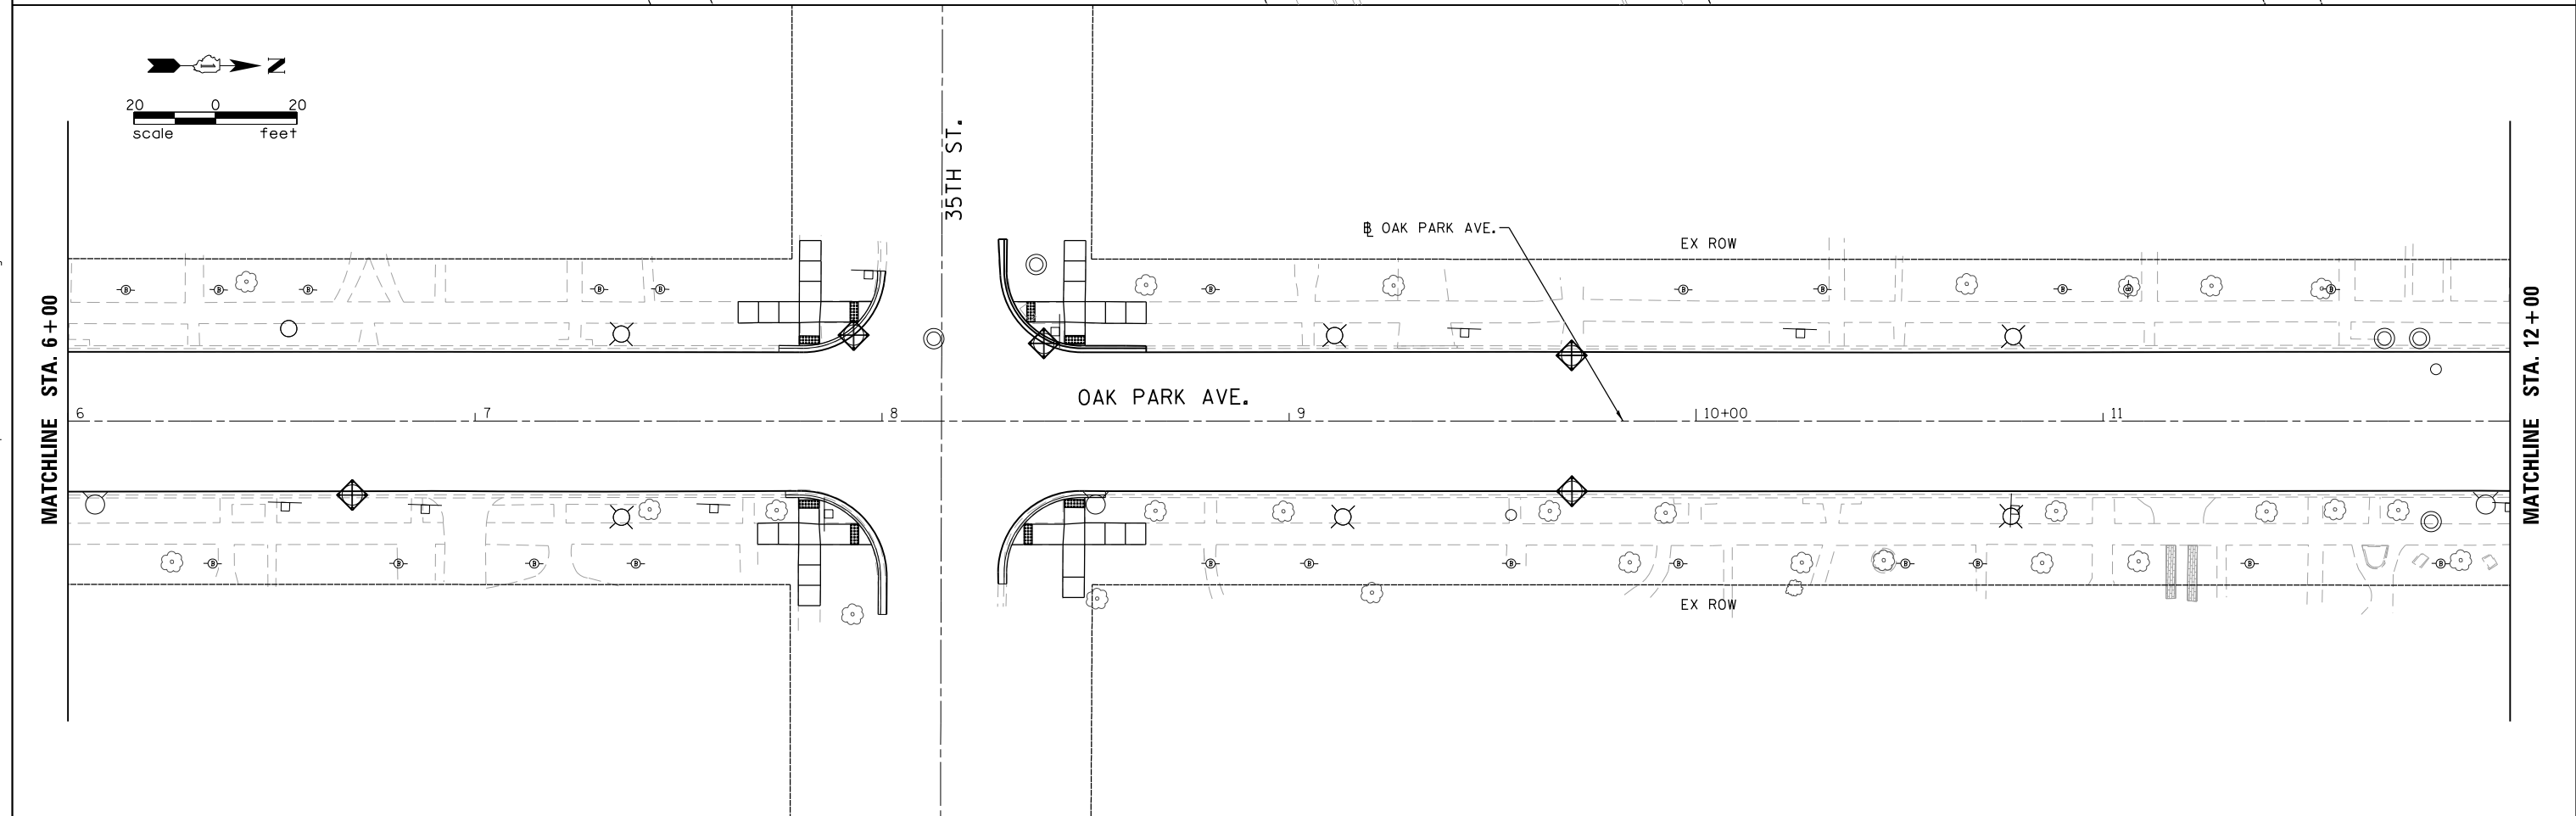 N
20 0 20
scale feet
35TH ST.
℄ OAK PARK AVE.
EX ROW
MATCHLINE STA. 6+00
MATCHLINE STA. 12+00
OAK PARK AVE.
6 7 8 9 10+00 11
EX ROW
B B B B B B B B B B B
B B B B B B B B B B B B